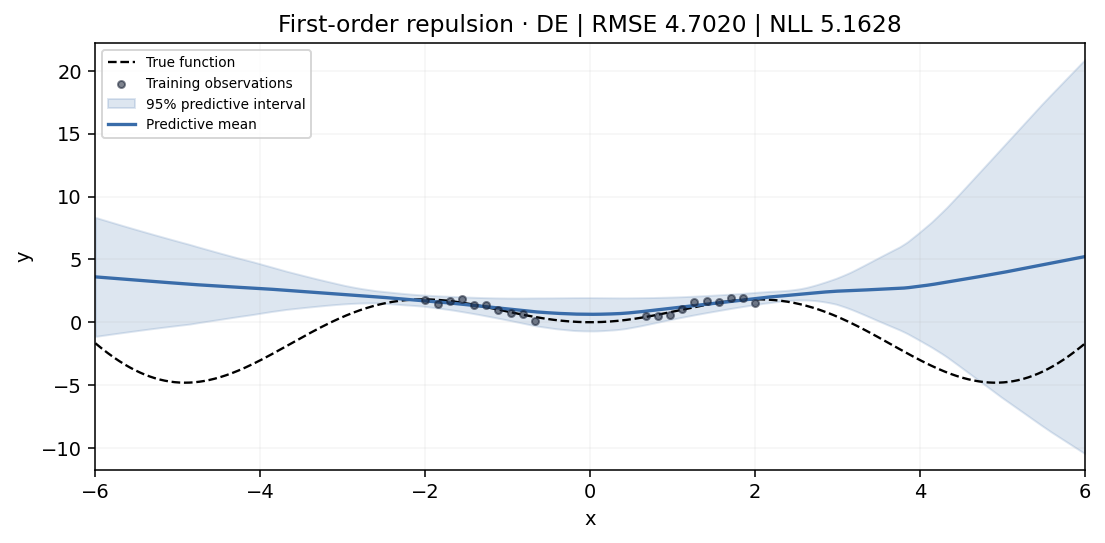 First-order repulsion · DE | RMSE 4.7020 | NLL 5.1628
True function
Training observations
95% predictive interval
Predictive mean
20
15
10
5
0
−5
−10
y
−6
−4
−2
0
2
4
6
x